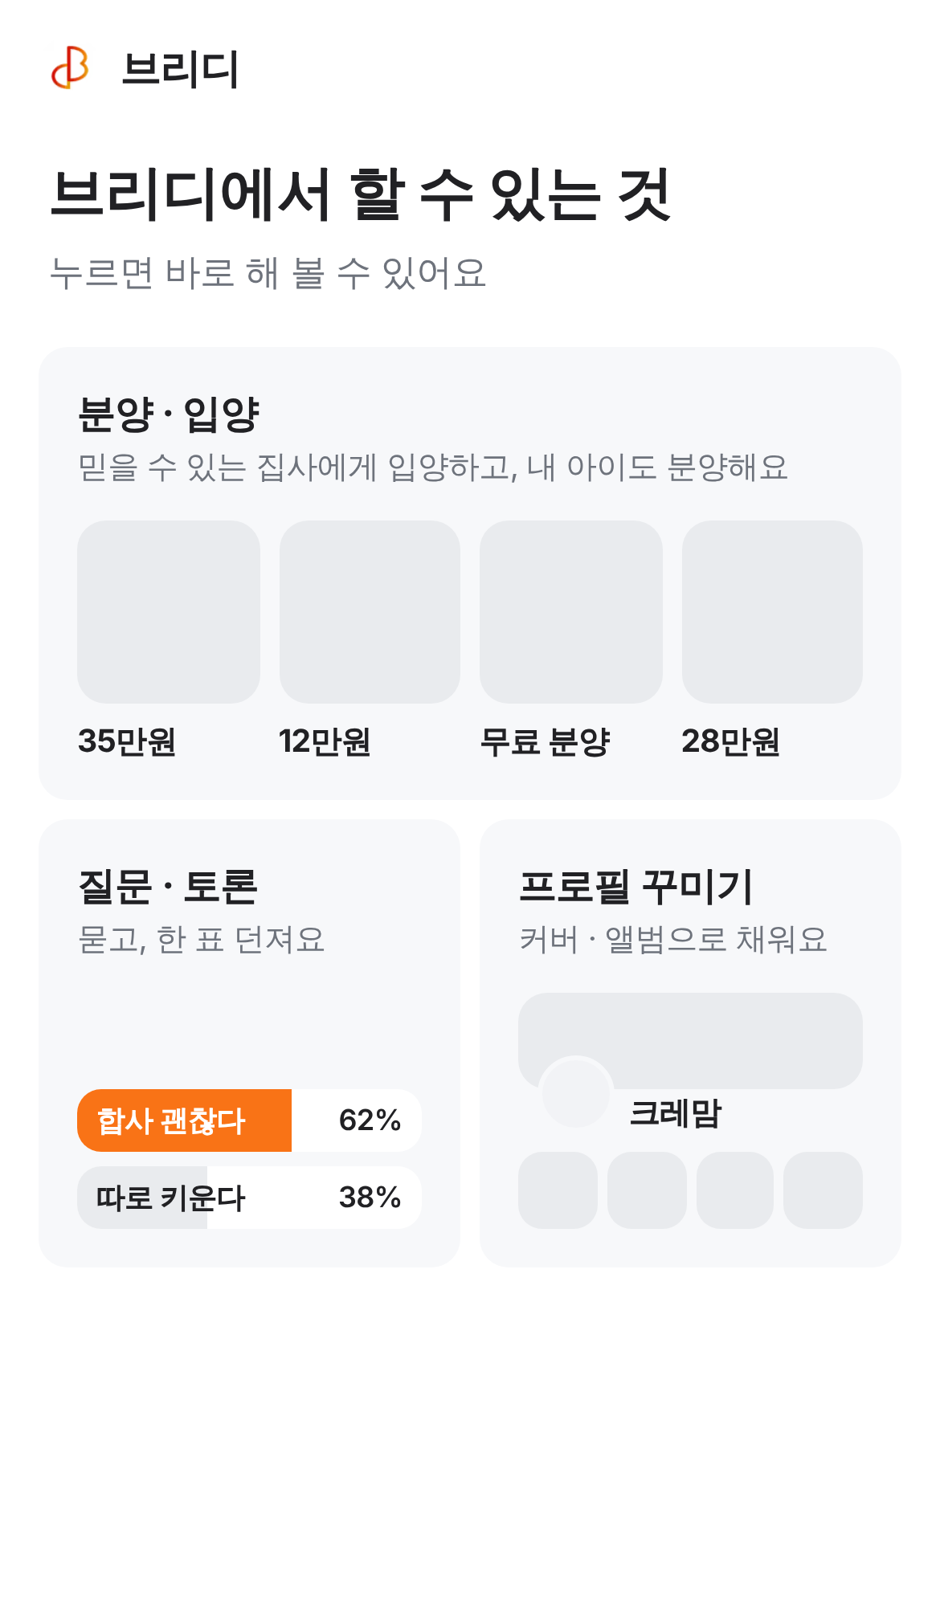 브리디
브리디에서 할 수 있는 것
누르면 바로 해 볼 수 있어요
분양 · 입양
믿을 수 있는 집사에게 입양하고, 내 아이도 분양해요
35만원
12만원
무료 분양
28만원
질문 · 토론
묻고, 한 표 던져요
합사 괜찮다 62%
따로 키운다 38%
프로필 꾸미기
커버 · 앨범으로 채워요
크레맘